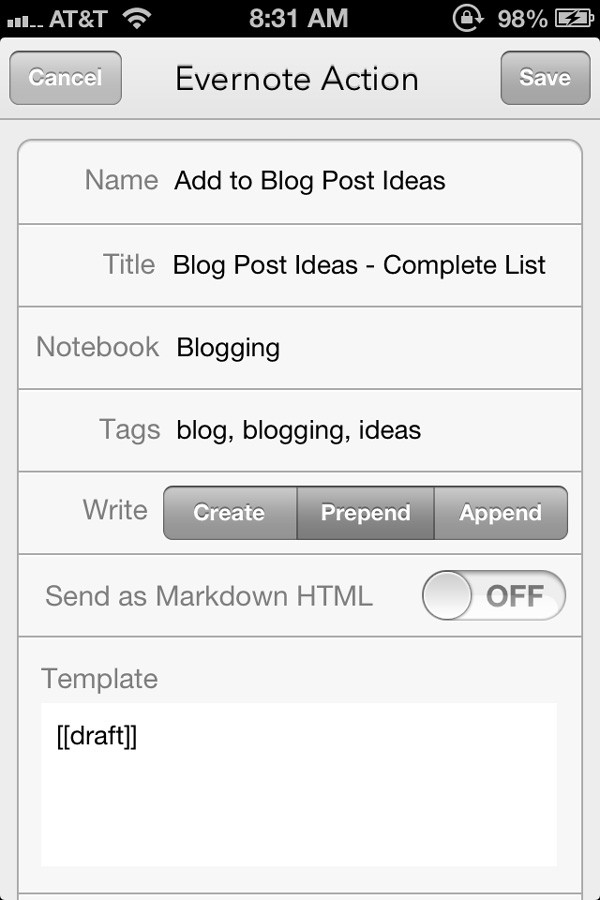 AT&T 8:31 AM 98%
Cancel Evernote Action Save
Name Add to Blog Post Ideas
Title Blog Post Ideas - Complete List
Notebook Blogging
Tags blog, blogging, ideas
Write Create Prepend Append
Send as Markdown HTML OFF
Template
[[draft]]